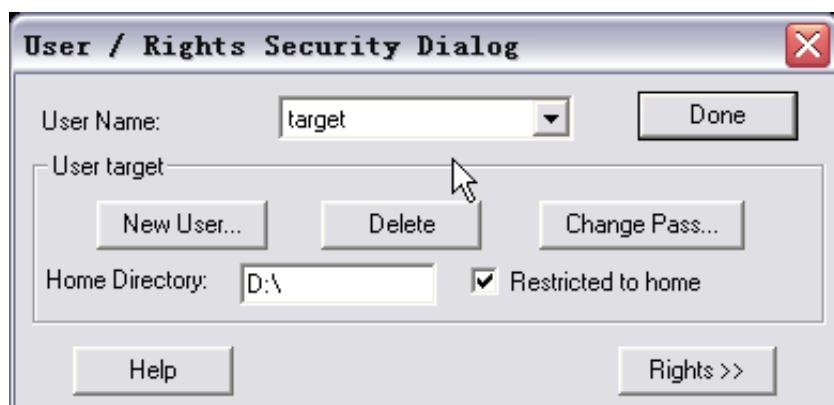 User / Rights Security Dialog
User Name: target Done
User target
New User... Delete Change Pass...
Home Directory: D:\ Restricted to home
Help Rights >>